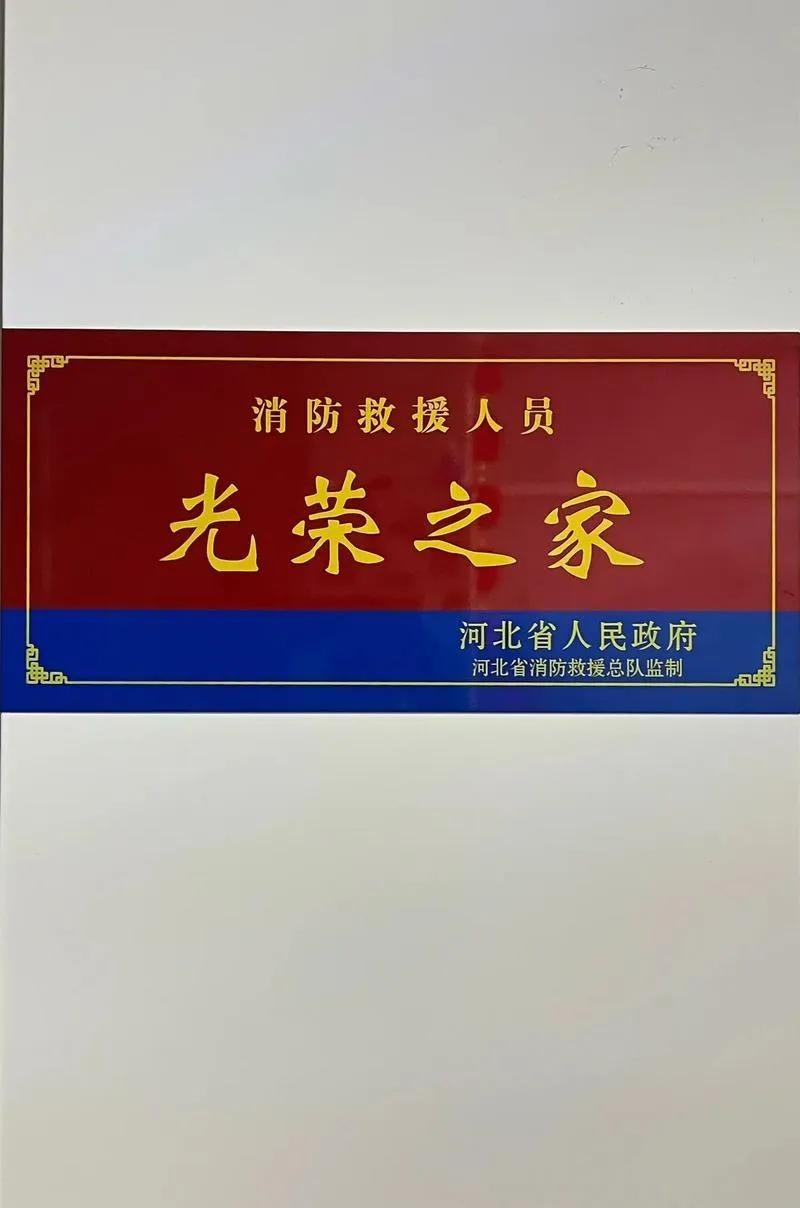 消防救援人员
光荣之家
河北省人民政府
河北省消防救援总队监制